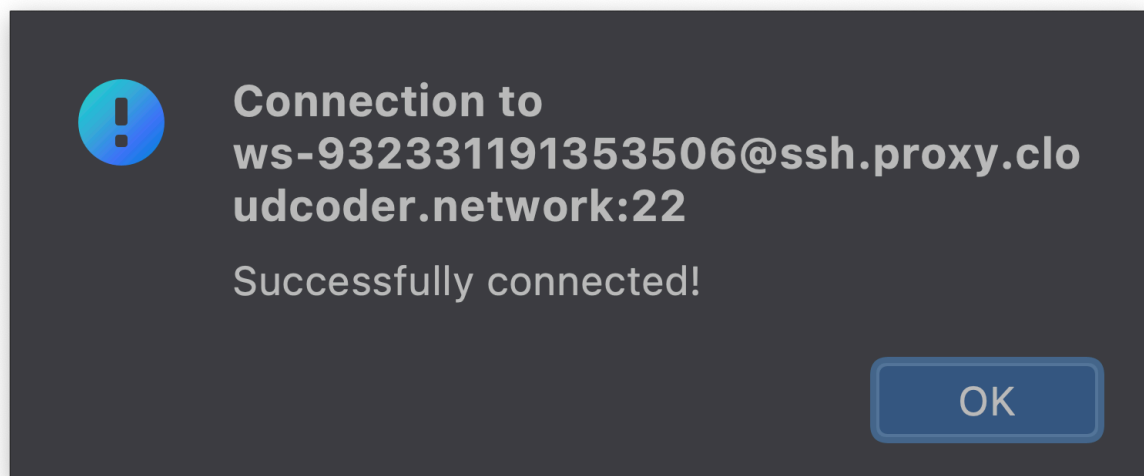 Connection to
ws-932331191353506@ssh.proxy.clo
udcoder.network:22
Successfully connected!
OK